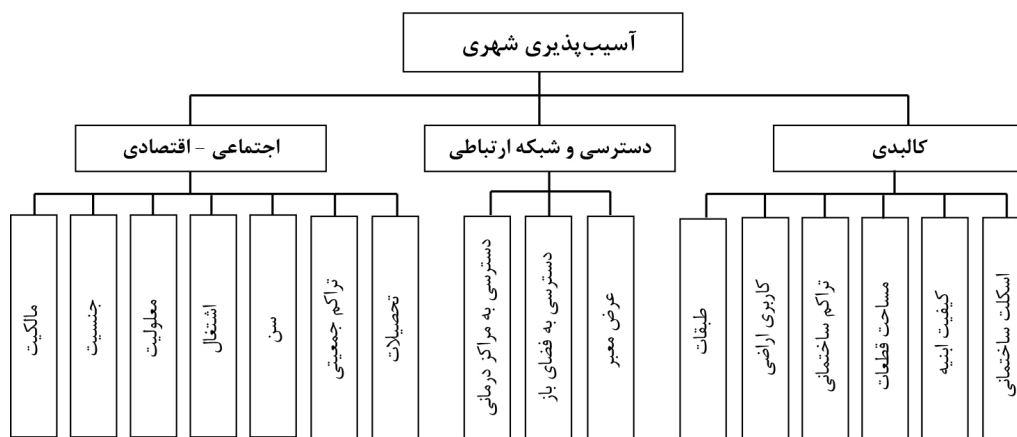 آسیب‌پذیری شهری
کالبدی
دسترسی و شبکه ارتباطی
اجتماعی – اقتصادی
اسکلت ساختمانی
کیفیت ابنیه
مساحت قطعات
تراکم ساختمانی
کاربری اراضی
طبقات
عرض معبر
دسترسی به فضای باز
دسترسی به مراکز درمانی
تحصیلات
تراکم جمعیتی
سن
اشتغال
معلولیت
جنسیت
مالکیت